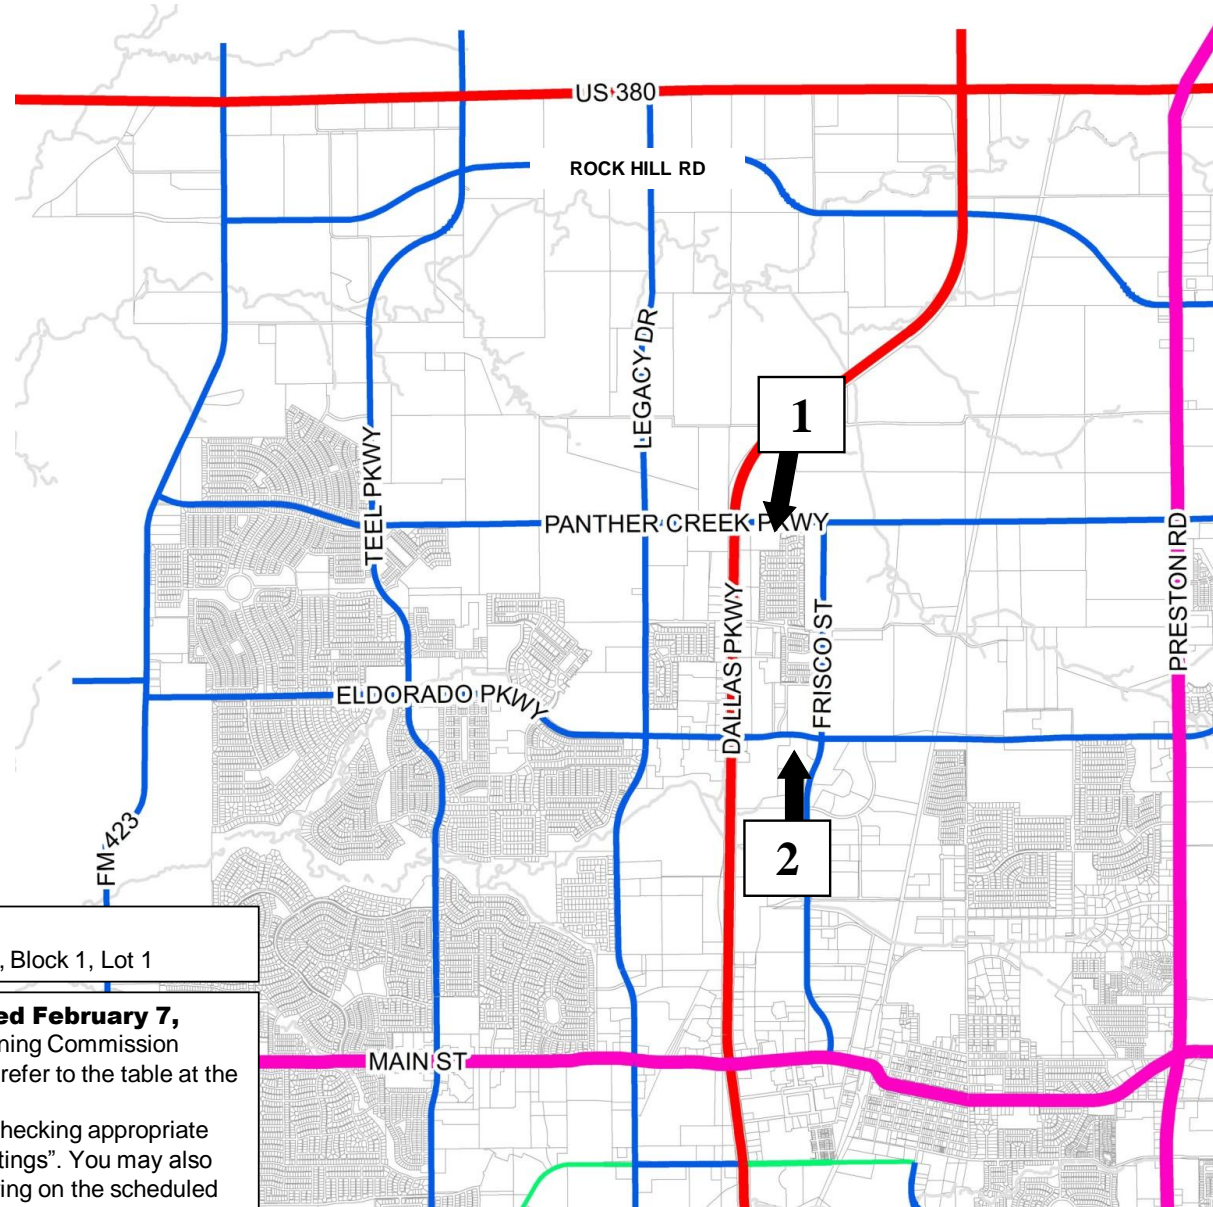 US 380
ROCK HILL RD
LEGACY DR
1
TEEL PKWY
PANTHER CREEK PKWY
PRESTON RD
DALLAS PKWY
FRISCO ST
ELDORADO PKWY
2
FM 423
, Block 1, Lot 1
ed February 7,
ning Commission
refer to the table at the
MAIN ST
hecking appropriate
tings”. You may also
ing on the scheduled